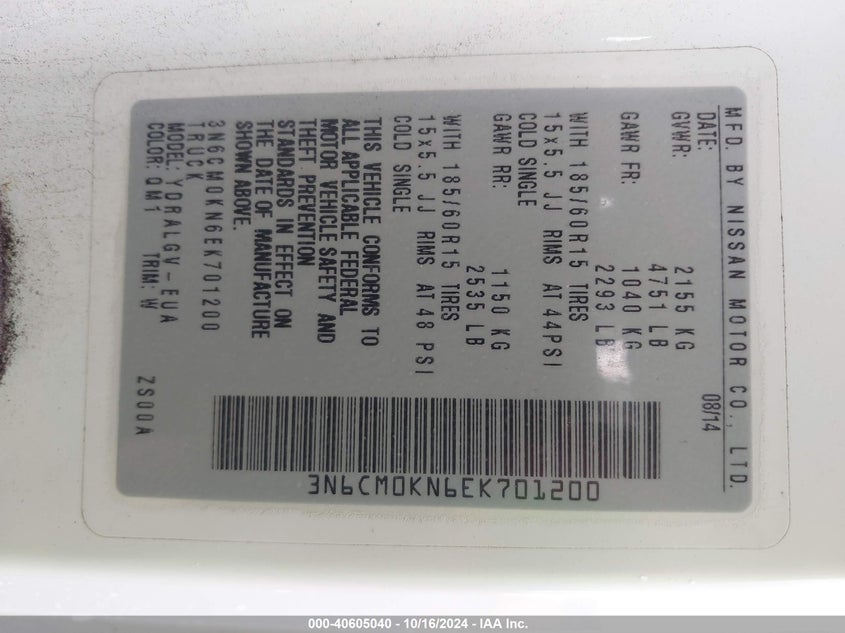 MFD. BY NISSAN MOTOR CO., LTD.
DATE: 08/14
GVWR: 2155 KG
4751 LB
GAWR FR: 1040 KG
2293 LB
WITH 185/60R15 TIRES
15x5.5 JJ RIMS AT 44PSI
COLD SINGLE
GAWR RR: 1150 KG
2535 LB
WITH 185/60R15 TIRES
15x5.5 JJ RIMS AT 48 PSI
COLD SINGLE
THIS VEHICLE CONFORMS TO
ALL APPLICABLE FEDERAL
MOTOR VEHICLE SAFETY AND
THEFT PREVENTION
STANDARDS IN EFFECT ON
THE DATE OF MANUFACTURE
SHOWN ABOVE.
3N6CM0KN6EK701200
TRUCK
MODEL: YDRALGV-EUA
COLOR: QM1 TRIM: W ZS00A
3N6CM0KN6EK701200
000-40605040 - 10/16/2024 - IAA Inc.